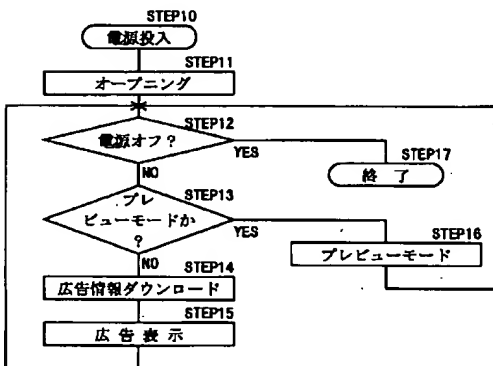 STEP10
電源投入
STEP11
オープニング
STEP12
電源オフ？
YES
NO
STEP17
終 了
STEP13
プレ
ビューモードか
？
YES
NO
STEP16
プレビューモード
STEP14
広告情報ダウンロード
STEP15
広 告 表 示